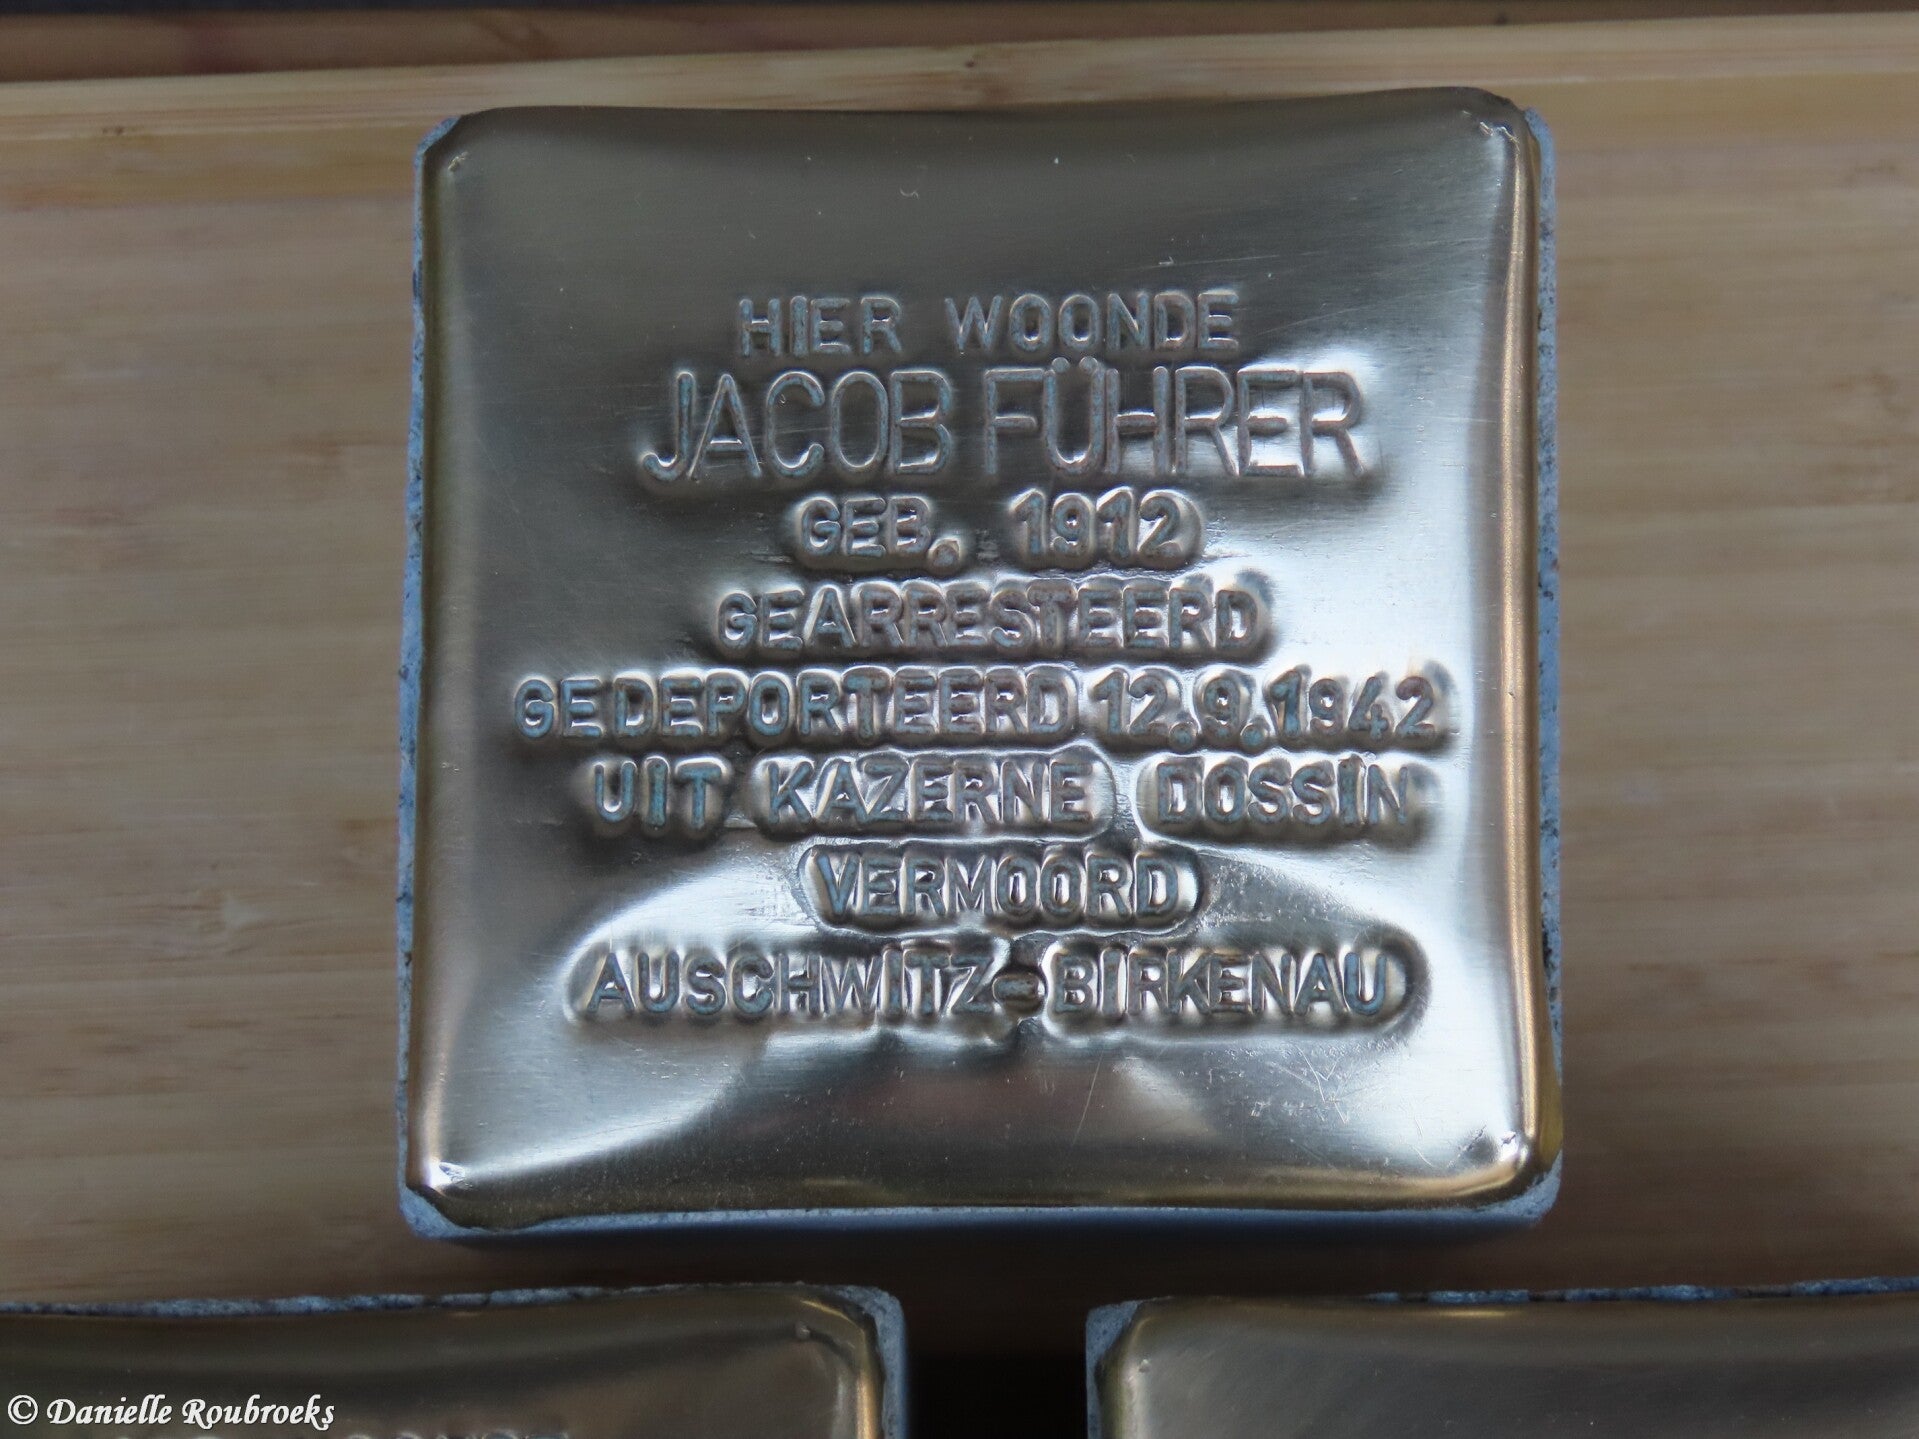 HIER WOONDE
JACOB FÜHRER
GEB. 1912
GEARRESTEERD
GEDEPORTEERD 12.9.1942
UIT KAZERNE DOSSIN
VERMOORD
AUSCHWITZ-BIRKENAU
© Danielle Roubroeks